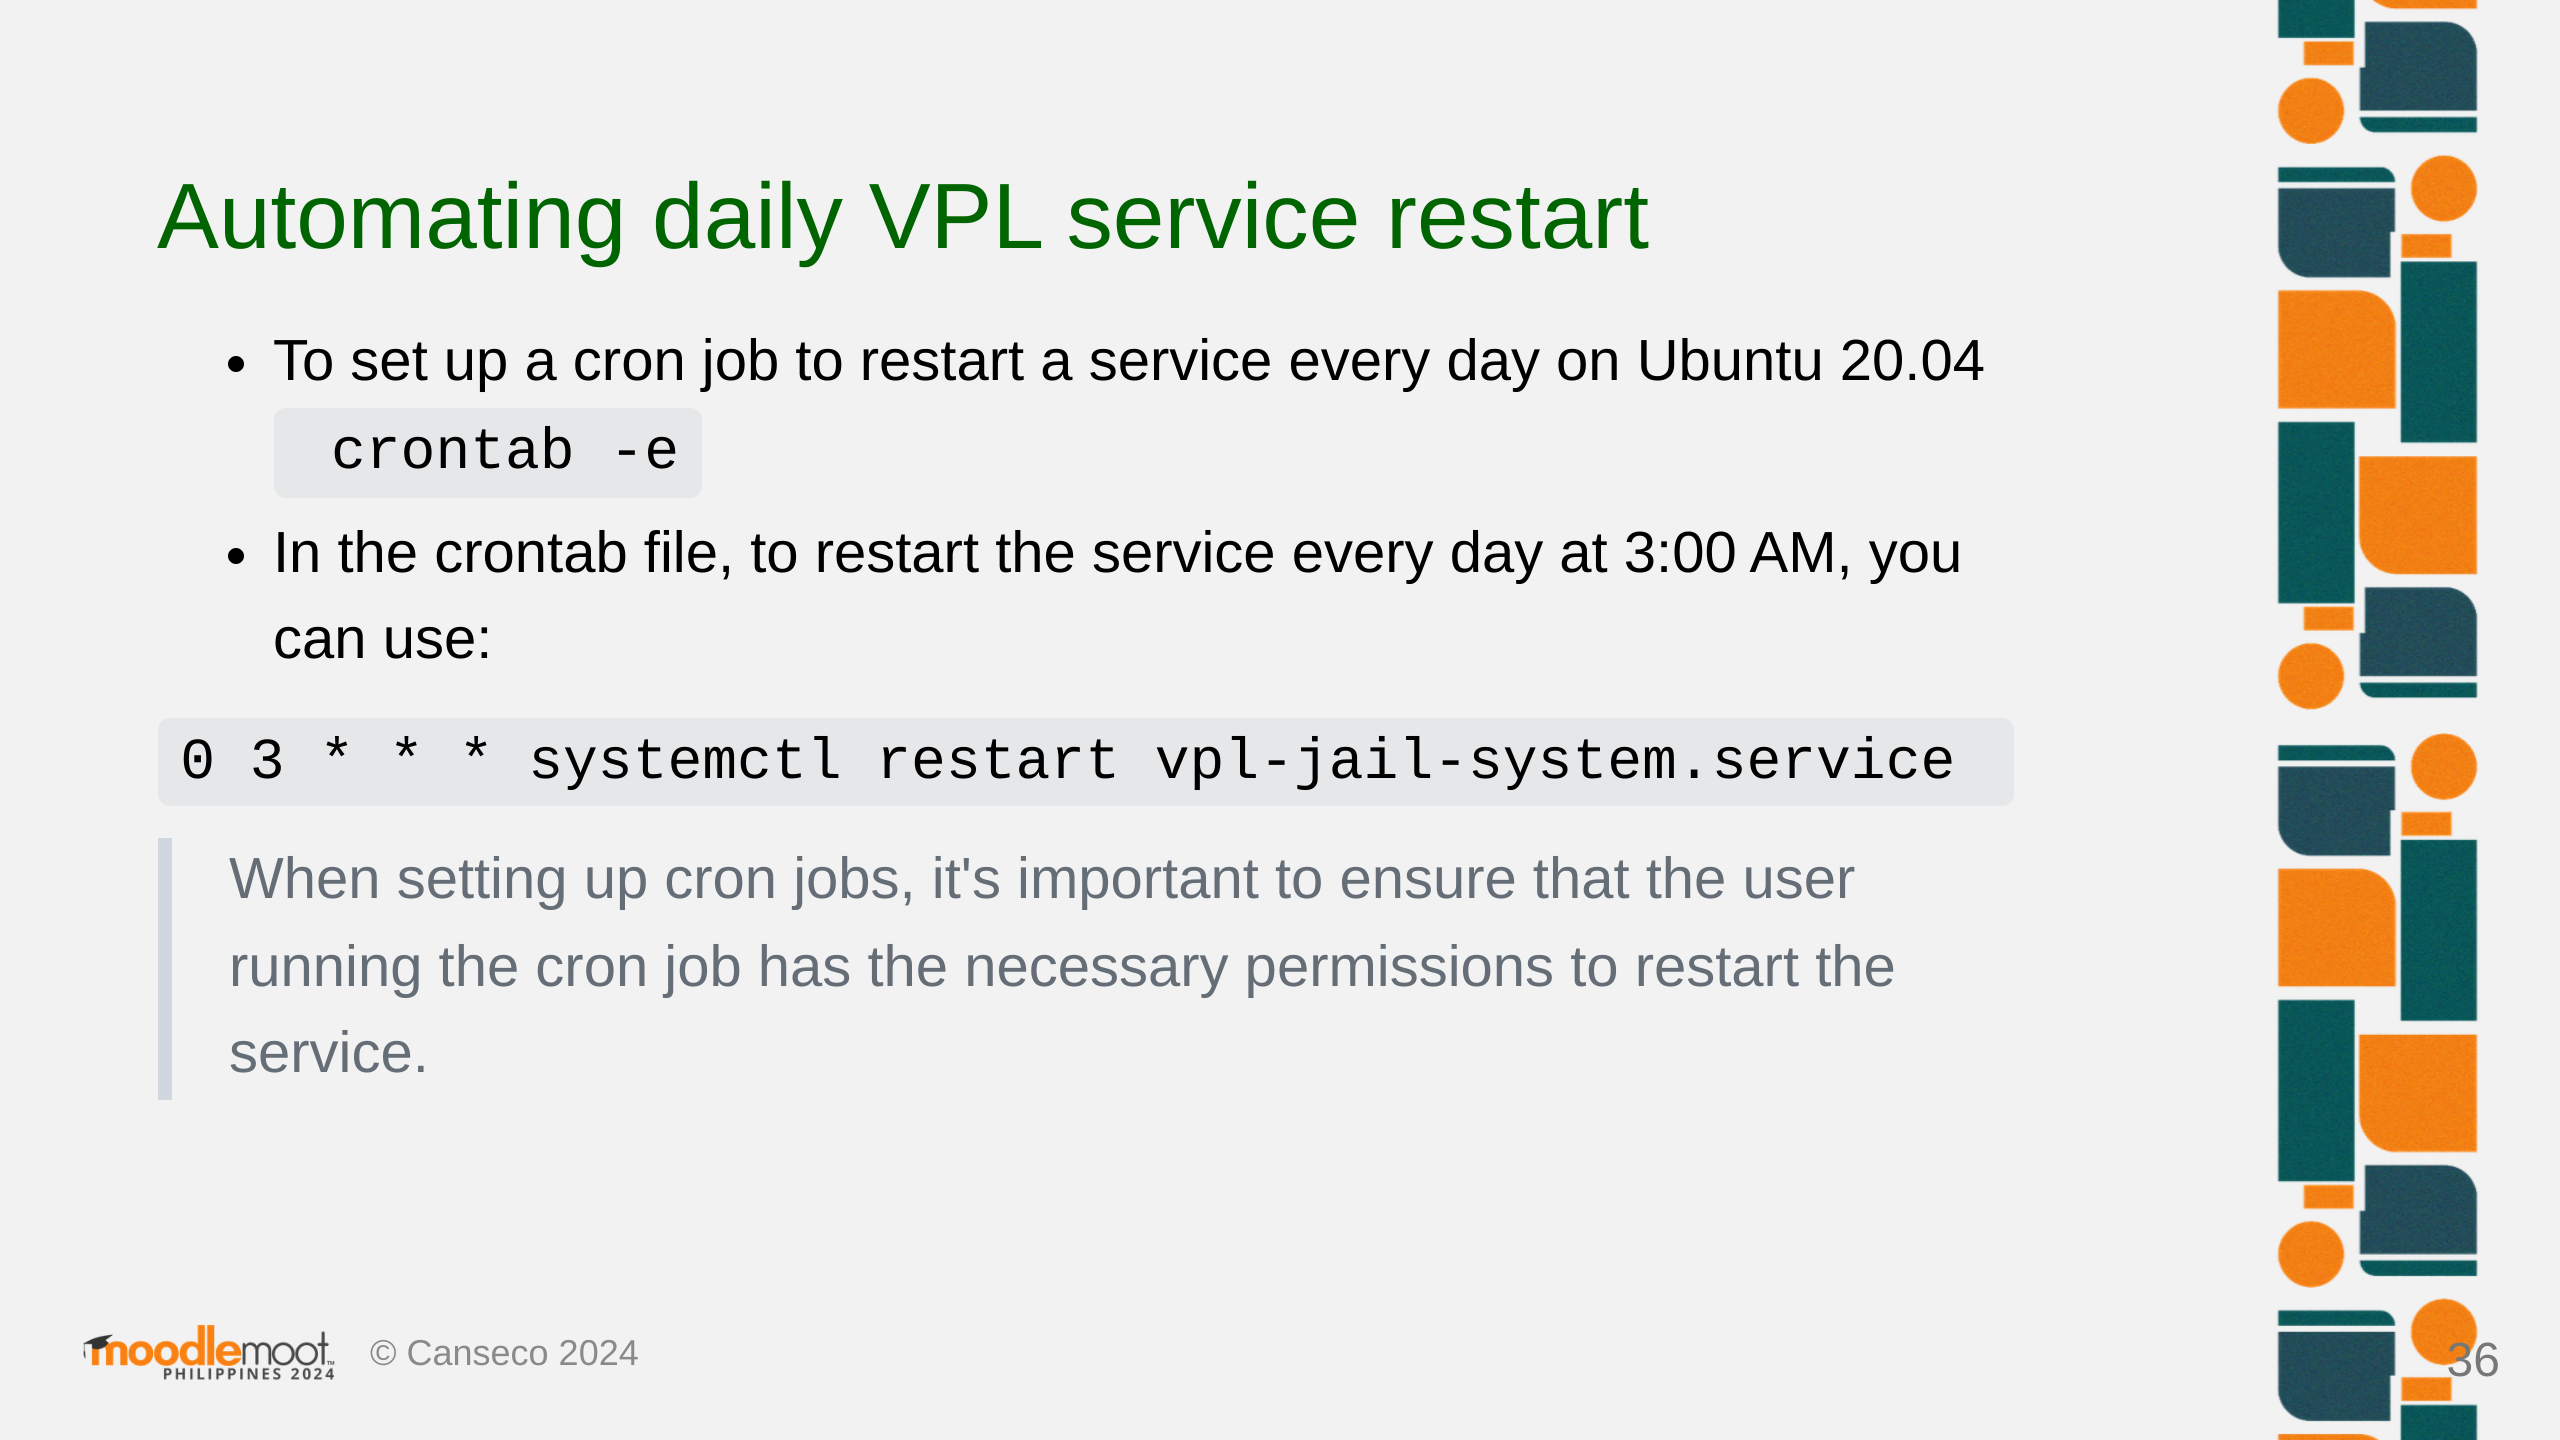 Automating daily VPL service restart
• To set up a cron job to restart a service every day on Ubuntu 20.04
crontab -e
• In the crontab file, to restart the service every day at 3:00 AM, you
can use:
0 3 * * * systemctl restart vpl-jail-system.service
When setting up cron jobs, it's important to ensure that the user
running the cron job has the necessary permissions to restart the
service.
moodlemoot™
PHILIPPINES 2024
© Canseco 2024
36